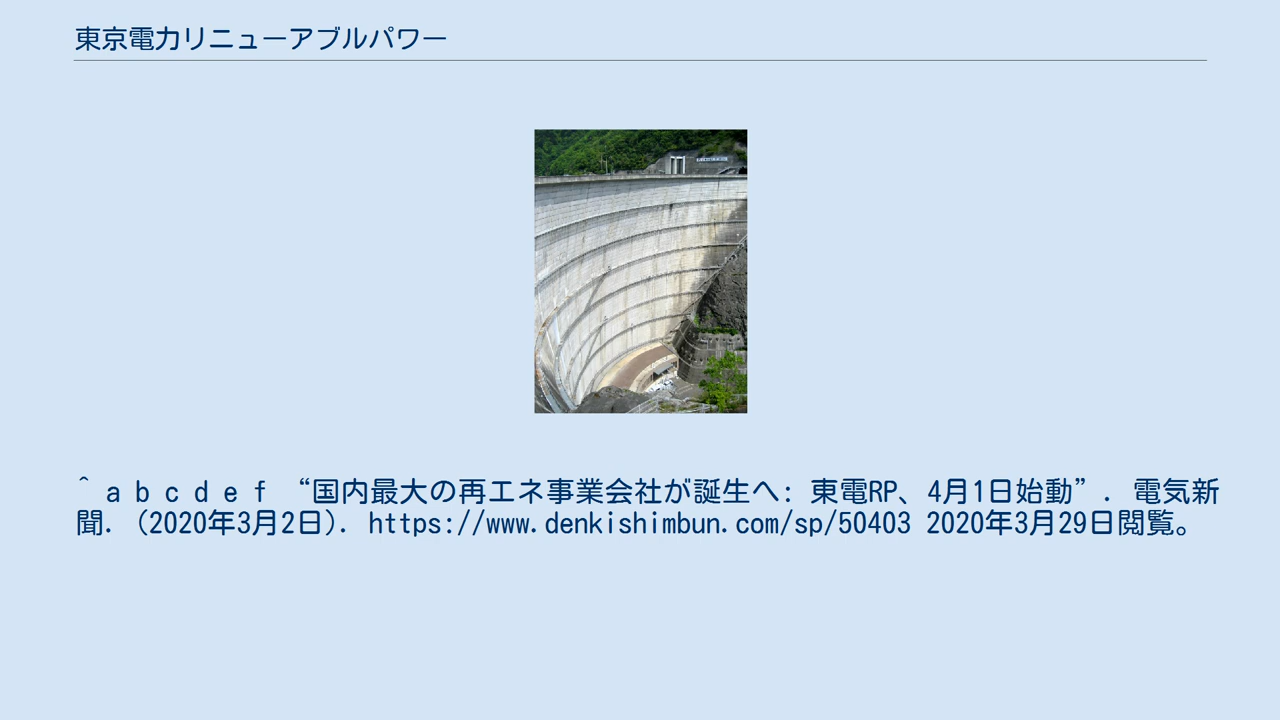 東京電力リニューアブルパワー
^ a b c d e f “国内最大の再エネ事業会社が誕生へ: 東電RP、4月1日始動”. 電気新
聞. (2020年3月2日). https://www.denkishimbun.com/sp/50403 2020年3月29日閲覧。